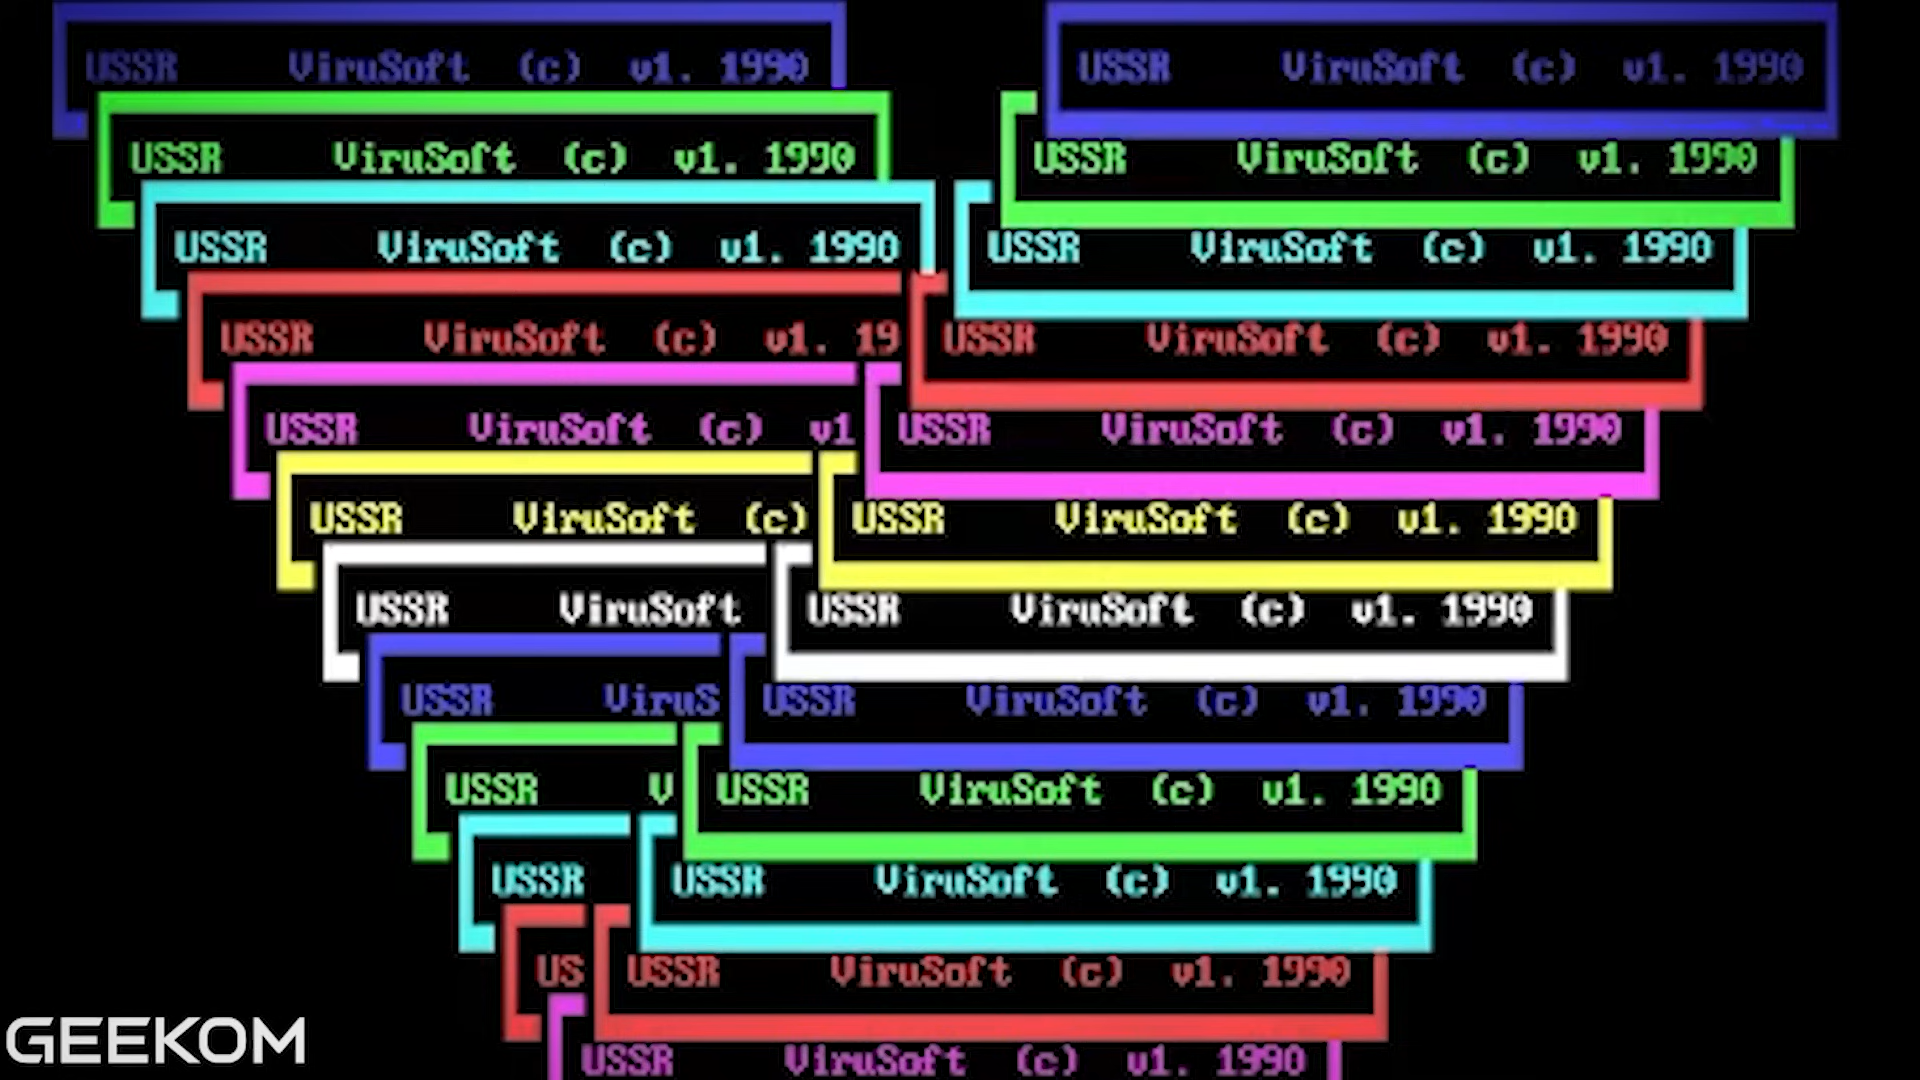 USSR ViruSoft (c) v1. 1990 USSR ViruSoft (c) v1. 1990
USSR ViruSoft (c) v1. 1990 USSR ViruSoft (c) v1. 1990
USSR ViruSoft (c) v1. 1990 USSR ViruSoft (c) v1. 1990
USSR ViruSoft (c) v1. 19 USSR ViruSoft (c) v1. 1990
USSR ViruSoft (c) v1 USSR ViruSoft (c) v1. 1990
USSR ViruSoft (c) USSR ViruSoft (c) v1. 1990
USSR ViruSoft USSR ViruSoft (c) v1. 1990
USSR ViruS USSR ViruSoft (c) v1. 1990
USSR V USSR ViruSoft (c) v1. 1990
USSR USSR ViruSoft (c) v1. 1990
US USSR ViruSoft (c) v1. 1990
USSR ViruSoft (c) v1. 1990
GEEKOM